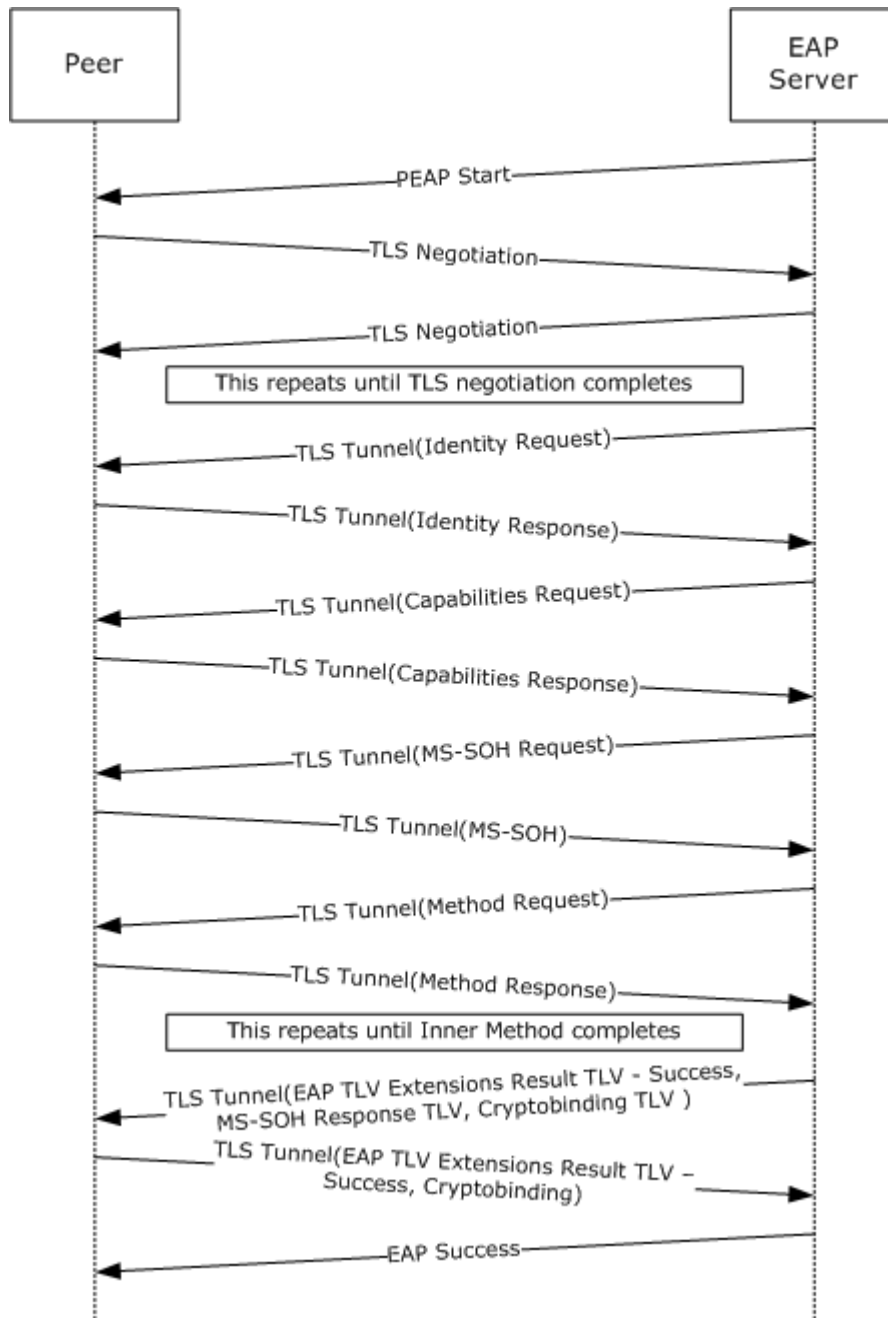 Peer
EAP
Server
PEAP Start
TLS Negotiation
TLS Negotiation
This repeats until TLS negotiation completes
TLS Tunnel(Identity Request)
TLS Tunnel(Identity Response)
TLS Tunnel(Capabilities Request)
TLS Tunnel(Capabilities Response)
TLS Tunnel(MS-SOH Request)
TLS Tunnel(MS-SOH)
TLS Tunnel(Method Request)
TLS Tunnel(Method Response)
This repeats until Inner Method completes
TLS Tunnel(EAP TLV Extensions Result TLV - Success,
MS-SOH Response TLV, Cryptobinding TLV )
TLS Tunnel(EAP TLV Extensions Result TLV –
Success, Cryptobinding)
EAP Success